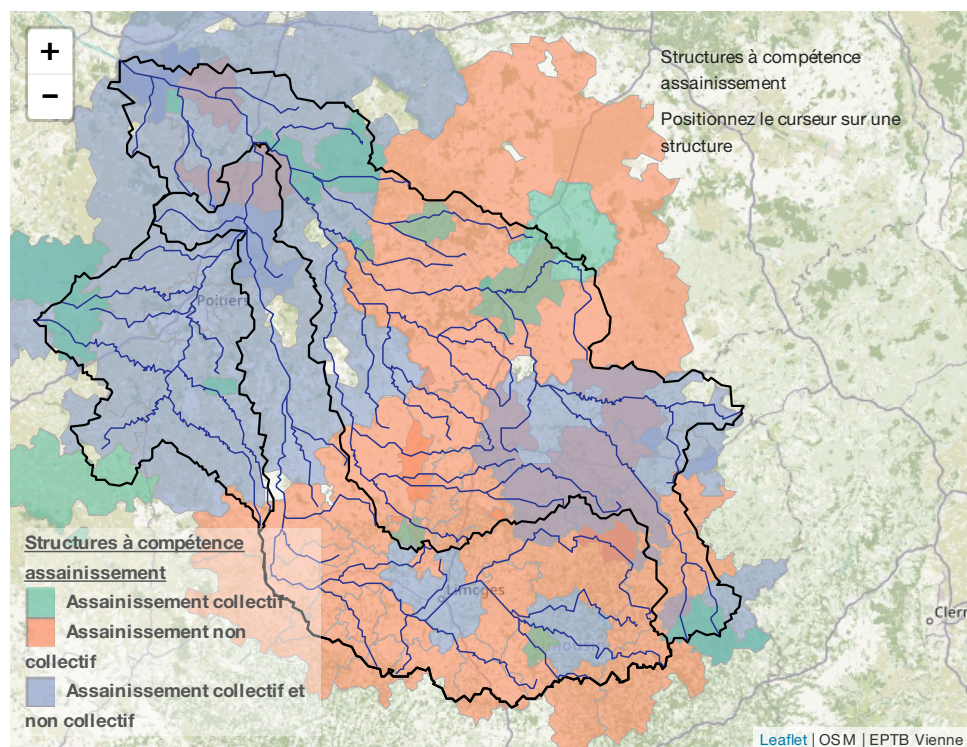 +
−
Structures à compétence
assainissement
Positionnez le curseur sur une
structure
Poitiers
Limoges
Clerr
Structures à compétence
assainissement
Assainissement collectif
Assainissement non
collectif
Assainissement collectif et
non collectif
Leaflet | OSM | EPTB Vienne